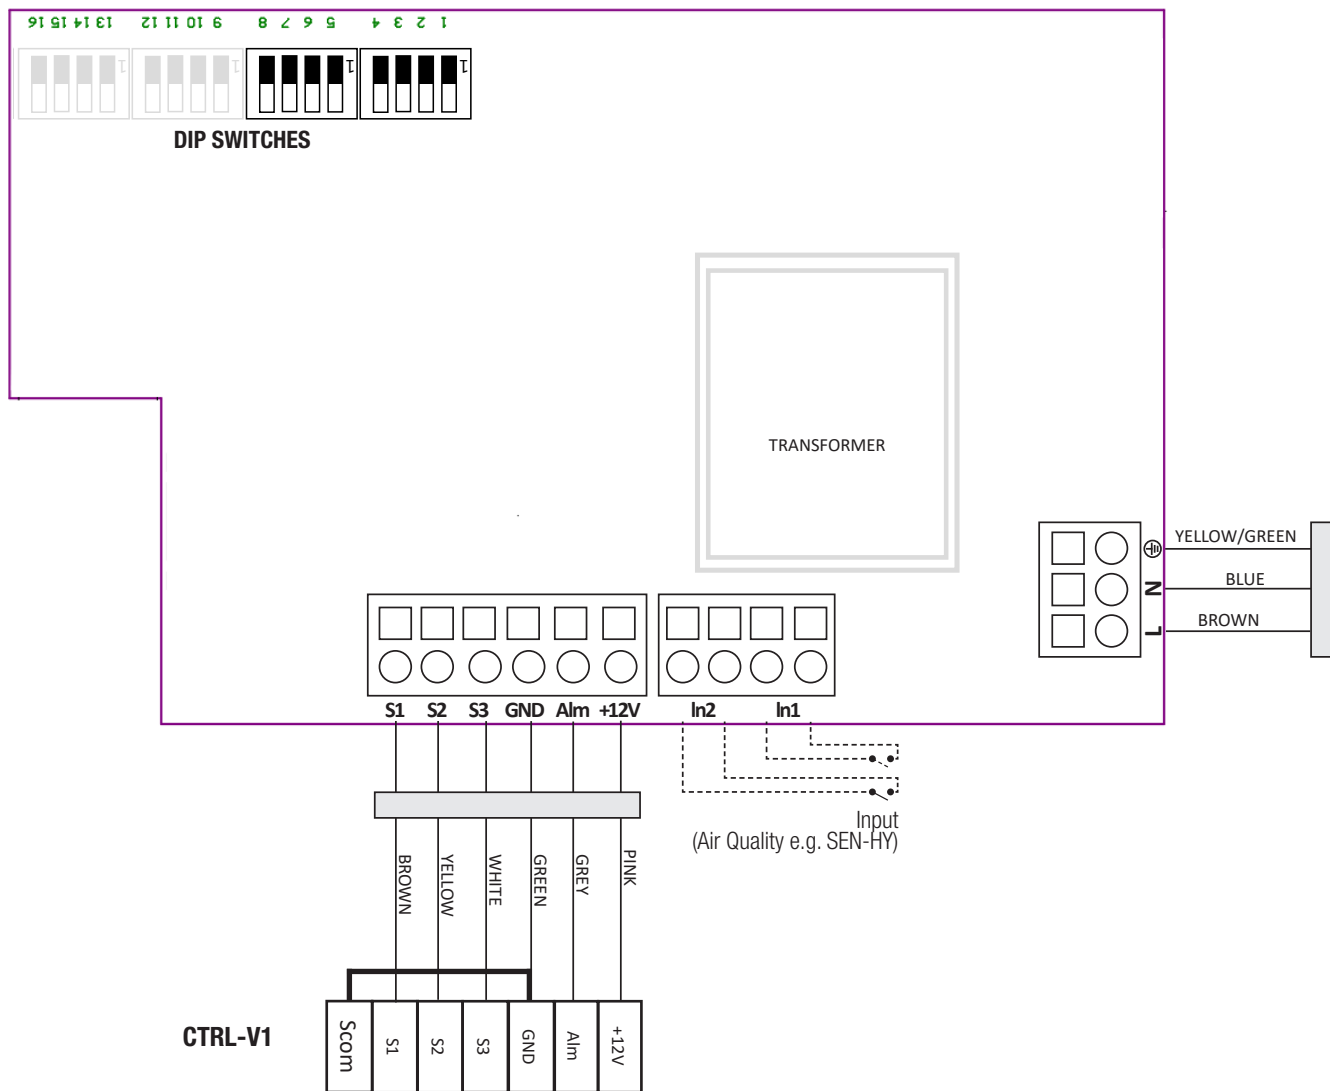 16 15 14 13 12 11 10 9 8 7 6 5 4 3 2 1
1 1 1 1
DIP SWITCHES
TRANSFORMER
YELLOW/GREEN
N BLUE
L BROWN
S1 S2 S3 GND Alm +12V In2 In1
Input
(Air Quality e.g. SEN-HY)
BROWN YELLOW WHITE GREEN GREY PINK
CTRL-V1 Scom S1 S2 S3 GND Alm +12V